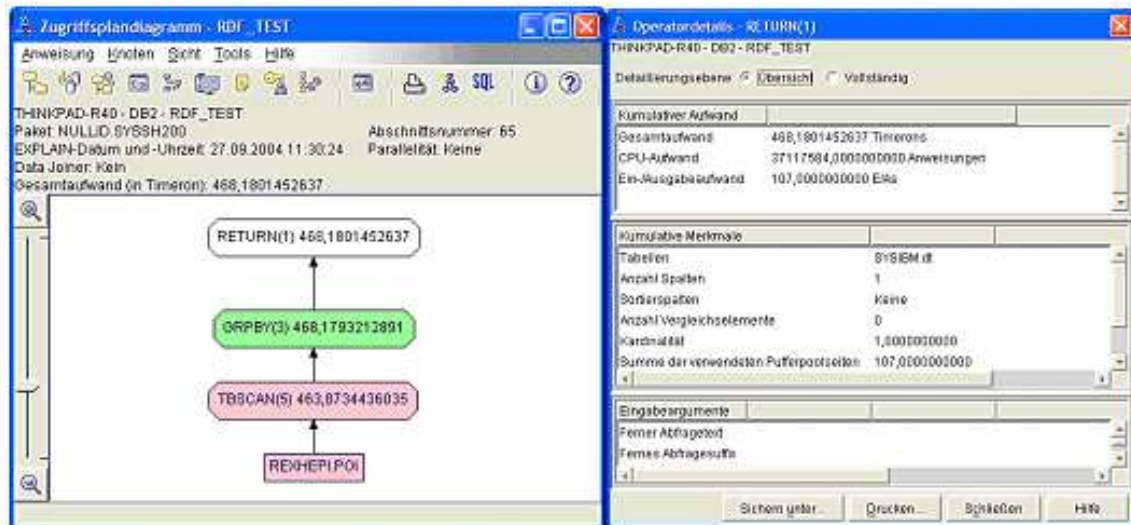 Zugriffsplandiagramm - RDF_TEST
Anweisung Knoten Sicht Tools Hilfe
SQL
THINKPAD-R40 - DB2 - RDF_TEST
Paket: NULLID.SYSSH200 Abschnittsnummer: 65
EXPLAIN-Datum und -Uhrzeit: 27.09.2004 11:30:24 Parallelität: Keine
Data Joiner: Kein
Gesamtaufwand (in Timeron): 468,1801452637
RETURN(1) 468,1801452637
GRPBY(3) 468,1793212891
TBSCAN(5) 463,8734436035
REXHEPI.POI
Operatordetails - RETURN(1)
THINKPAD-R40 - DB2 - RDF_TEST
Detaillierungsebene Übersicht Vollständig
Kumulativer Aufwand
Gesamtaufwand 468,1801452637 Timerons
CPU-Aufwand 37117584,0000000000 Anweisungen
Ein-/Ausgabeaufwand 107,0000000000 E/As
Kumulative Merkmale
Tabellen SYSIBM.dt
Anzahl Spalten 1
Sortierspalten Keine
Anzahl Vergleichselemente 0
Kardinalität 1,0000000000
Summe der verwendeten Pufferpoolseiten 107,0000000000
Eingabeargumente
Ferner Abfragetext
Fernes Abfragesuffix
Sichern unter... Drucken... Schließen Hilfe